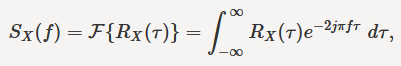 S_X(f) = \mathcal{F}\{R_X(\tau)\} = \int_{-\infty}^{\infty} R_X(\tau)e^{-2j\pi f\tau} \, d\tau,